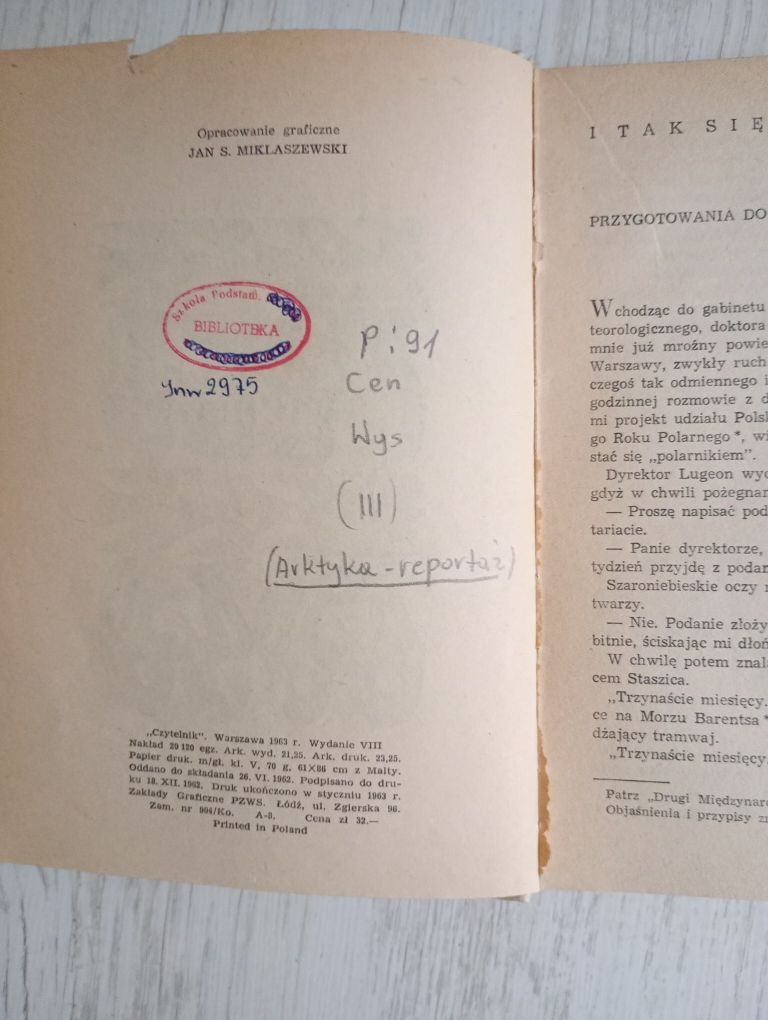 Opracowanie graficzne
JAN S. MIKLASZEWSKI
Szkoła Podstaw.
BIBLIOTEKA
Inw 2975
P:91
Cen
Wys
(III)
(Arktyka - reportaż)
„Czytelnik". Warszawa 1963 r. Wydanie VIII
Nakład 20 120 egz. Ark. wyd. 21,25. Ark. druk. 23,25.
Papier druk. m/gł. kl. V, 70 g. 61×86 cm z Malty.
Oddano do składania 26. VI. 1962. Podpisano do dru-
ku 18. XII. 1962. Druk ukończono w styczniu 1963 r.
Zakłady Graficzne PZWS. Łódź, ul. Zgierska 96.
Zam. nr 904/Ko. A-8. Cena zł 32.—
Printed in Poland
I TAK SIĘ
PRZYGOTOWANIA DO
Wchodząc do gabinetu
teorologicznego, doktora
mnie już mroźny powie
Warszawy, zwykły ruch
czegoś tak odmiennego i
godzinnej rozmowie z d
mi projekt udziału Pols
go Roku Polarnego *, wi
stać się „polarnikiem".
Dyrektor Lugeon wyc
gdyż w chwili pożegnan
— Proszę napisać pod
tariacie.
— Panie dyrektorze,
tydzień przyjdę z podan
Szaroniebieskie oczy
twarzy.
— Nie. Podanie złoży
bitnie, ściskając mi dłoń
W chwilę potem znala
cem Staszica.
„Trzynaście miesięcy.
ce na Morzu Barentsa *
dżający tramwaj.
„Trzynaście miesięcy,
Patrz „Drugi Międzynaro
Objaśnienia i przypisy zn